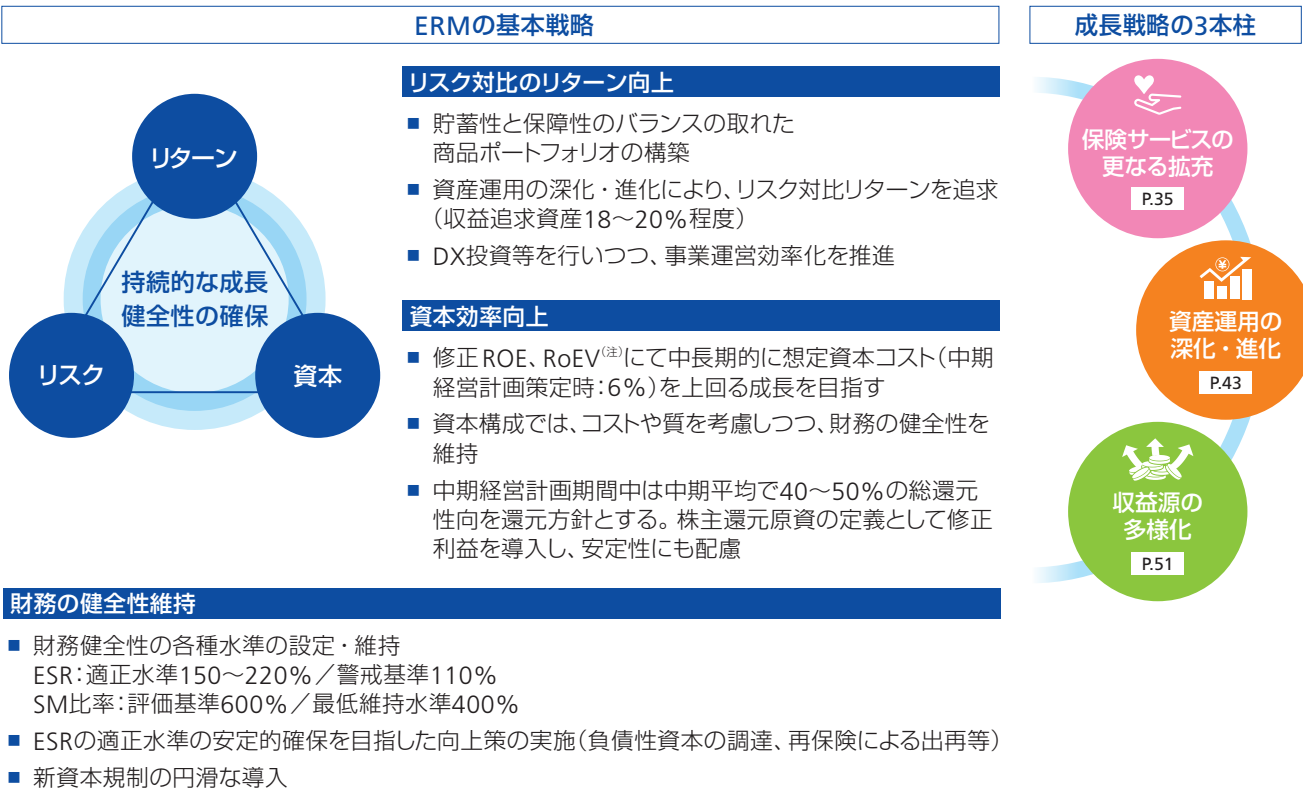 ERMの基本戦略
リターン
持続的な成長
健全性の確保
リスク
資本
リスク対比のリターン向上
■ 貯蓄性と保障性のバランスの取れた
商品ポートフォリオの構築
■ 資産運用の深化・進化により、リスク対比リターンを追求
（収益追求資産18～20％程度）
■ DX投資等を行いつつ、事業運営効率化を推進
資本効率向上
■ 修正ROE、RoEV(注)にて中長期的に想定資本コスト（中期
経営計画策定時：6％）を上回る成長を目指す
■ 資本構成では、コストや質を考慮しつつ、財務の健全性を
維持
■ 中期経営計画期間中は中期平均で40～50％の総還元
性向を還元方針とする。株主還元原資の定義として修正
利益を導入し、安定性にも配慮
財務の健全性維持
■ 財務健全性の各種水準の設定・維持
ESR：適正水準150～220％／警戒基準110％
SM比率：評価基準600％／最低維持水準400％
■ ESRの適正水準の安定的確保を目指した向上策の実施（負債性資本の調達、再保険による出再等）
■ 新資本規制の円滑な導入
成長戦略の3本柱
保険サービスの
更なる拡充
P.35
¥
資産運用の
深化・進化
P.43
収益源の
多様化
P.51